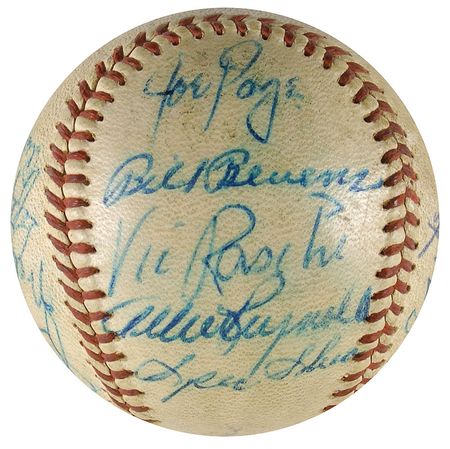 Joe Page
Bill Bevens
Vic Raschi
Allie Reynolds
Spec Shea